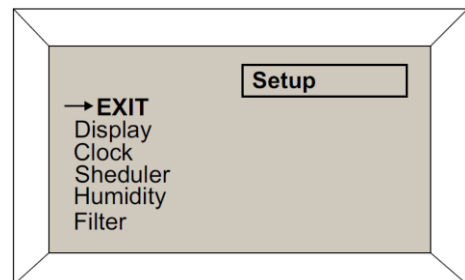 Setup
→EXIT
Display
Clock
Sheduler
Humidity
Filter